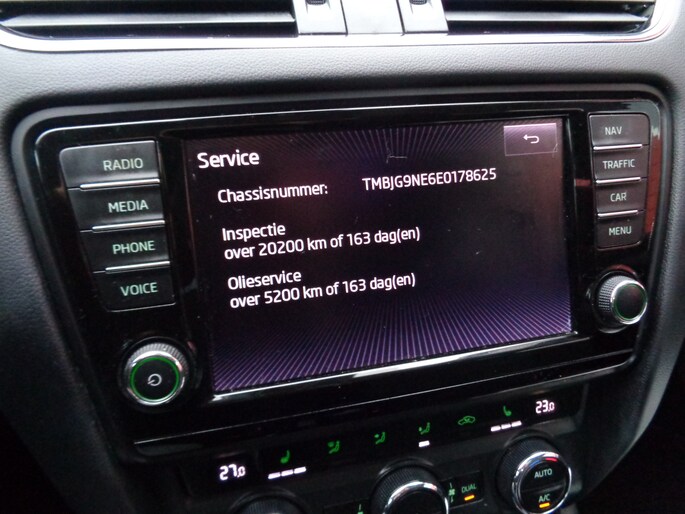 RADIO
MEDIA
PHONE
VOICE
Service
Chassisnummer: TMBJG9NE6E0178625
Inspectie
over 20200 km of 163 dag(en)
Olieservice
over 5200 km of 163 dag(en)
NAV
TRAFFIC
CAR
MENU
27.0
23.0
DUAL
AUTO
A/C